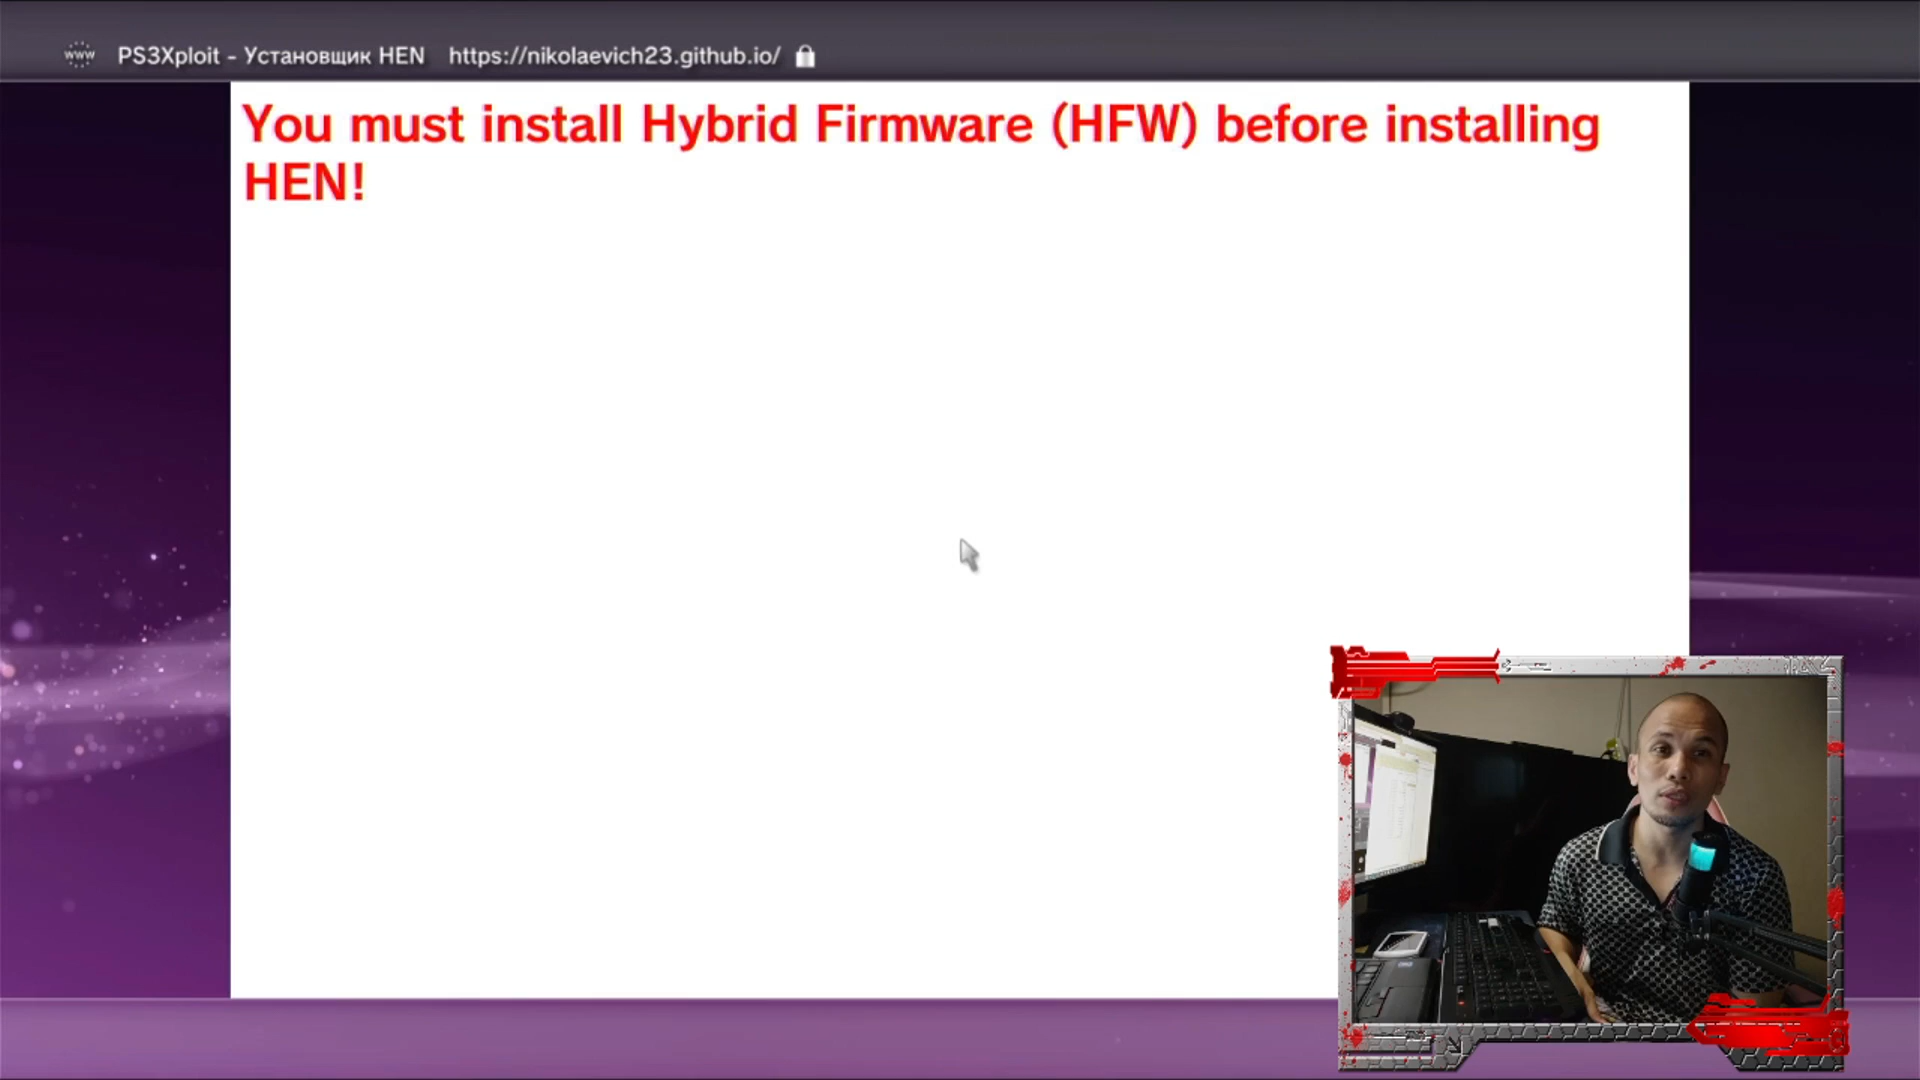 www PS3Xploit - Установщик HEN https://nikolaevich23.github.io/
You must install Hybrid Firmware (HFW) before installing
HEN!